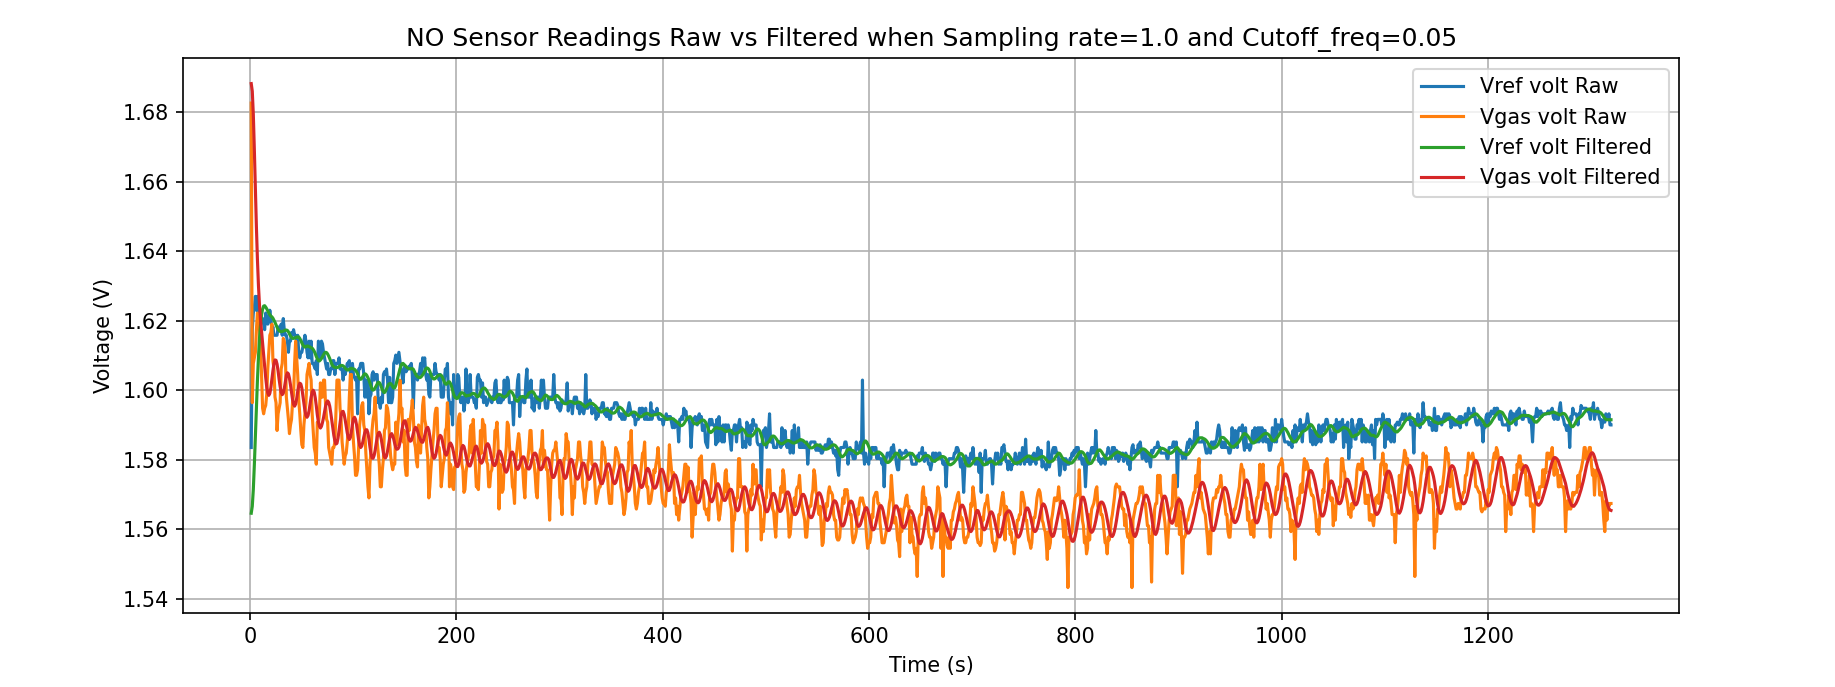 NO Sensor Readings Raw vs Filtered when Sampling rate=1.0 and Cutoff_freq=0.05
Vref volt Raw
Vgas volt Raw
Vref volt Filtered
Vgas volt Filtered
Voltage (V)
1.68
1.66
1.64
1.62
1.60
1.58
1.56
1.54
0 200 400 600 800 1000 1200
Time (s)